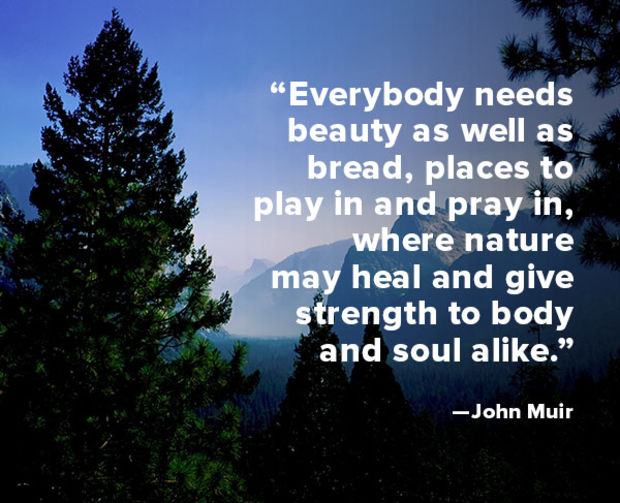 “Everybody needs
beauty as well as
bread, places to
play in and pray in,
where nature
may heal and give
strength to body
and soul alike.”
—John Muir